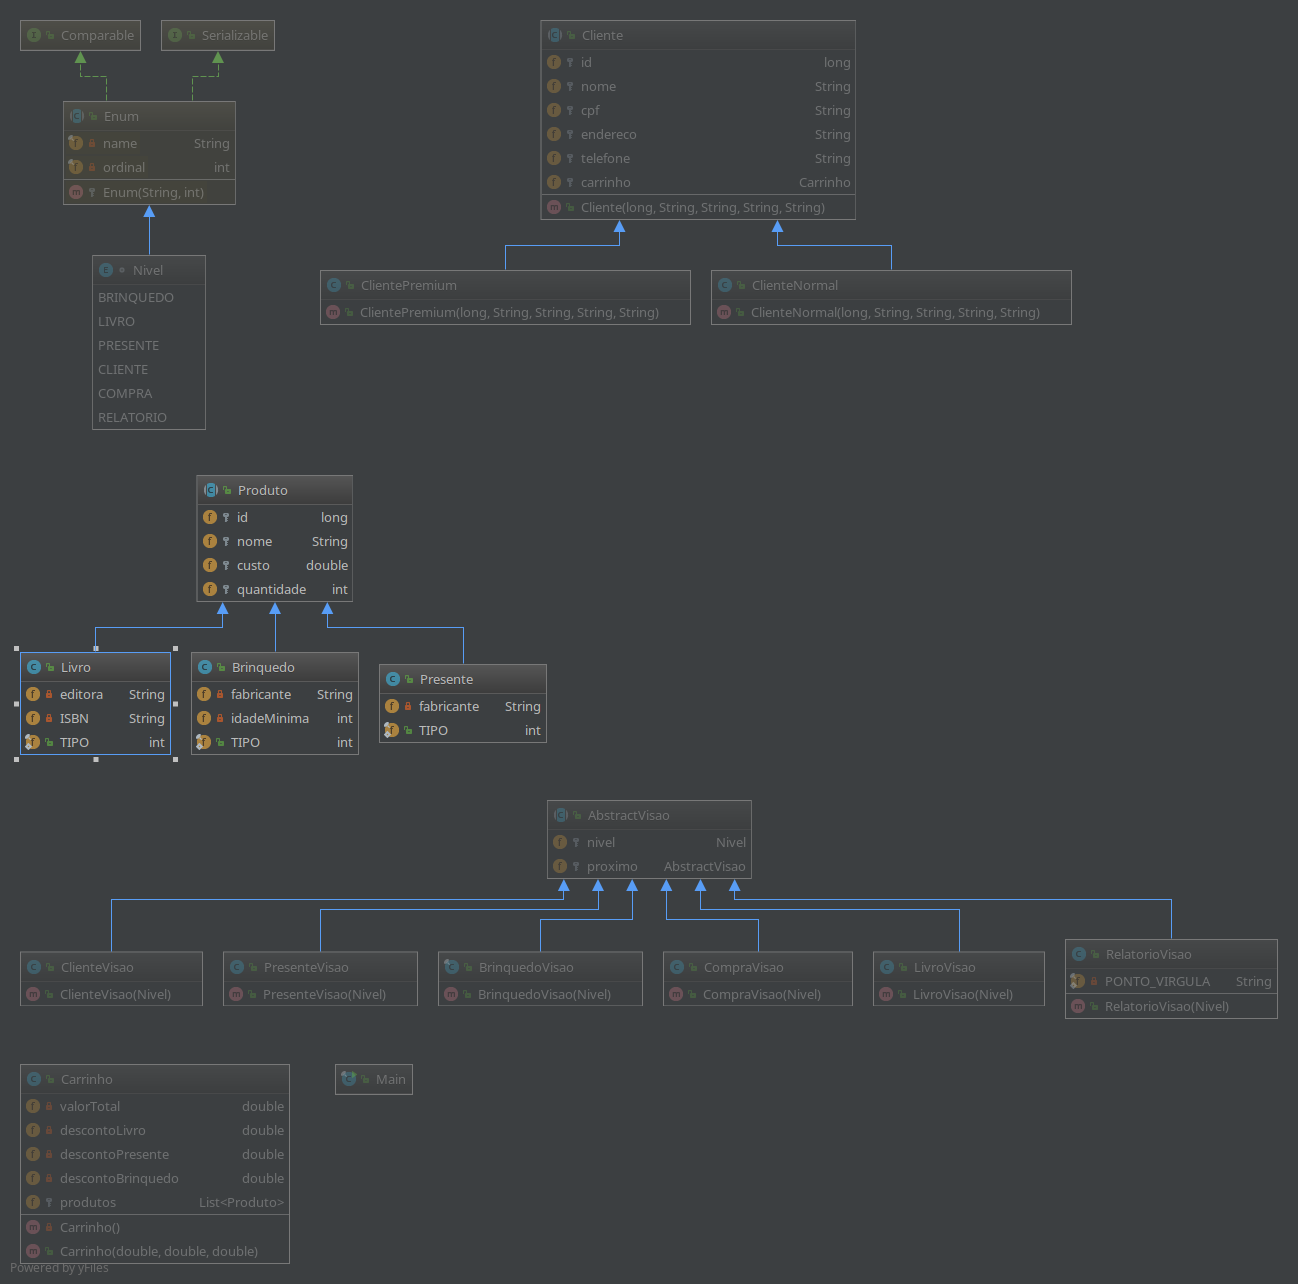 Comparable
Serializable
Enum
name String
ordinal int
Enum(String, int)
Nivel
BRINQUEDO
LIVRO
PRESENTE
CLIENTE
COMPRA
RELATORIO
Cliente
id long
nome String
cpf String
endereco String
telefone String
carrinho Carrinho
Cliente(long, String, String, String, String)
ClientePremium
ClientePremium(long, String, String, String, String)
ClienteNormal
ClienteNormal(long, String, String, String, String)
Produto
id long
nome String
custo double
quantidade int
Livro
editora String
ISBN String
TIPO int
Brinquedo
fabricante String
idadeMinima int
TIPO int
Presente
fabricante String
TIPO int
AbstractVisao
nivel Nivel
proximo AbstractVisao
ClienteVisao
ClienteVisao(Nivel)
PresenteVisao
PresenteVisao(Nivel)
BrinquedoVisao
BrinquedoVisao(Nivel)
CompraVisao
CompraVisao(Nivel)
LivroVisao
LivroVisao(Nivel)
RelatorioVisao
PONTO_VIRGULA String
RelatorioVisao(Nivel)
Carrinho
valorTotal double
descontoLivro double
descontoPresente double
descontoBrinquedo double
produtos List<Produto>
Carrinho()
Carrinho(double, double, double)
Main
Powered by yFiles